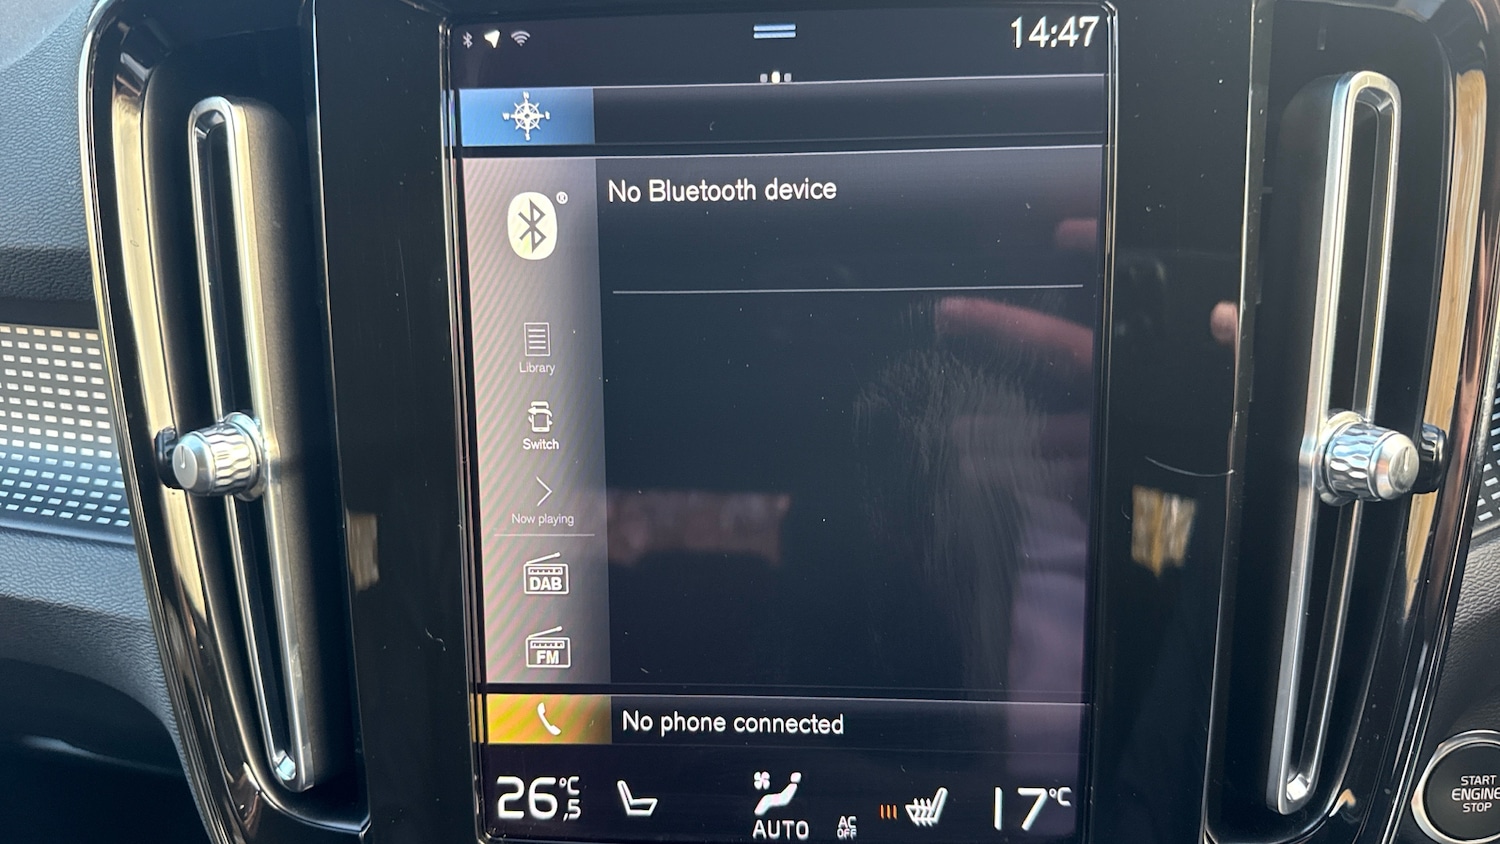 14:47
N
W
S
No Bluetooth device
®
Library
Switch
Now playing
DAB
FM
No phone connected
26,5 °C
AUTO
AC
OFF
17 °C
START
ENGINE
STOP